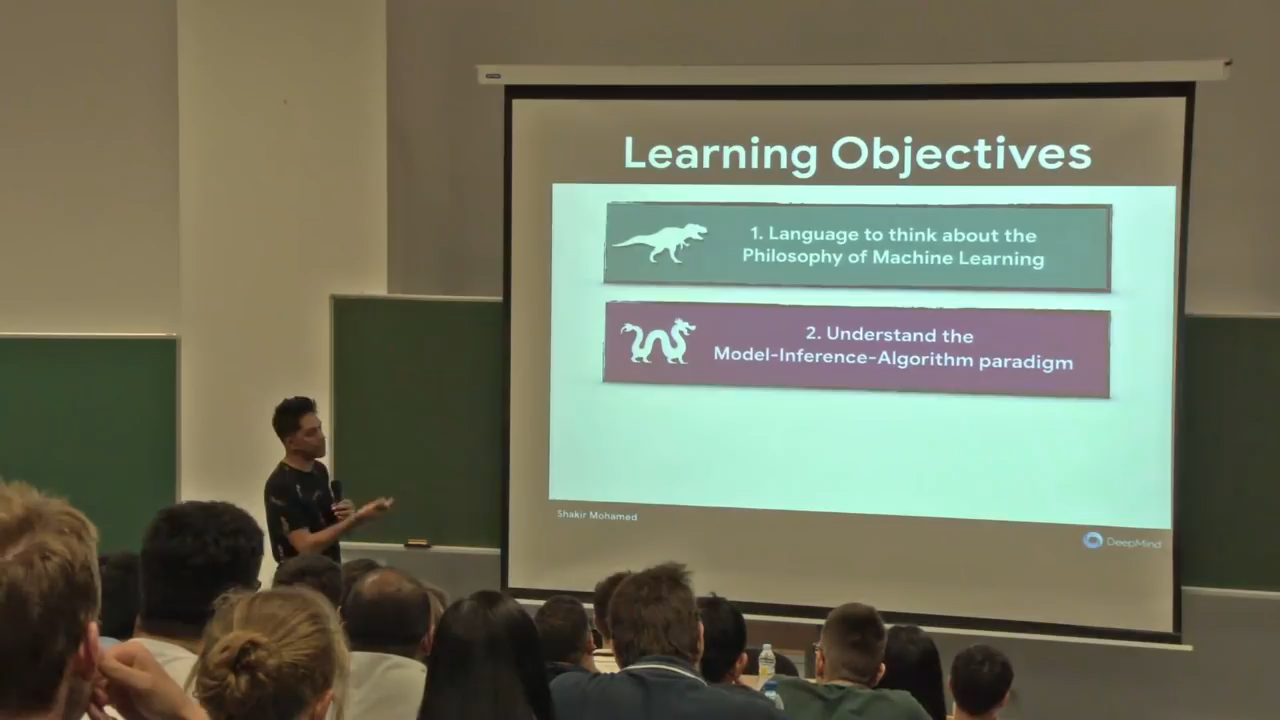 Learning Objectives
1. Language to think about the
Philosophy of Machine Learning
2. Understand the
Model-Inference-Algorithm paradigm
Shakir Mohamed
DeepMind